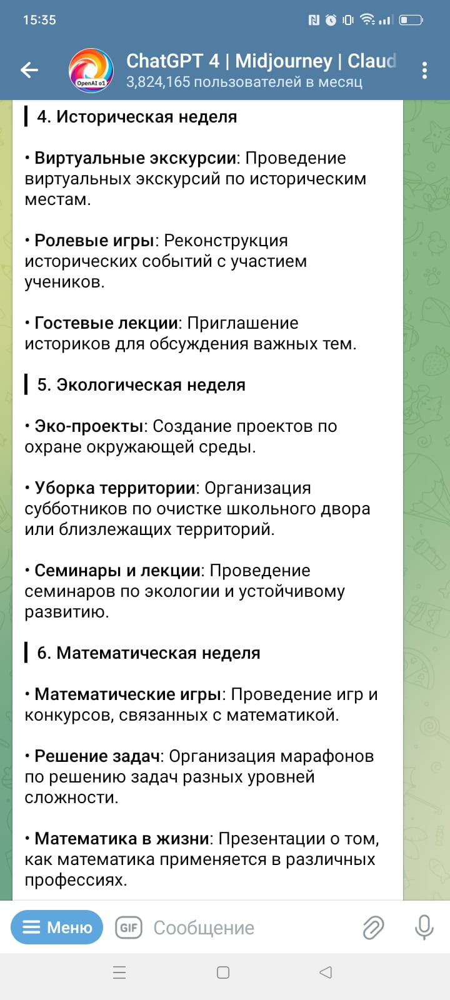 15:35
ChatGPT 4 | Midjourney | Claud
OpenAI o1
3,824,165 пользователей в месяц
4. Историческая неделя
• Виртуальные экскурсии: Проведение
виртуальных экскурсий по историческим
местам.
• Ролевые игры: Реконструкция
исторических событий с участием
учеников.
• Гостевые лекции: Приглашение
историков для обсуждения важных тем.
5. Экологическая неделя
• Эко-проекты: Создание проектов по
охране окружающей среды.
• Уборка территории: Организация
субботников по очистке школьного двора
или близлежащих территорий.
• Семинары и лекции: Проведение
семинаров по экологии и устойчивому
развитию.
6. Математическая неделя
• Математические игры: Проведение игр и
конкурсов, связанных с математикой.
• Решение задач: Организация марафонов
по решению задач разных уровней
сложности.
• Математика в жизни: Презентации о том,
как математика применяется в различных
профессиях.
Меню
GIF
Сообщение